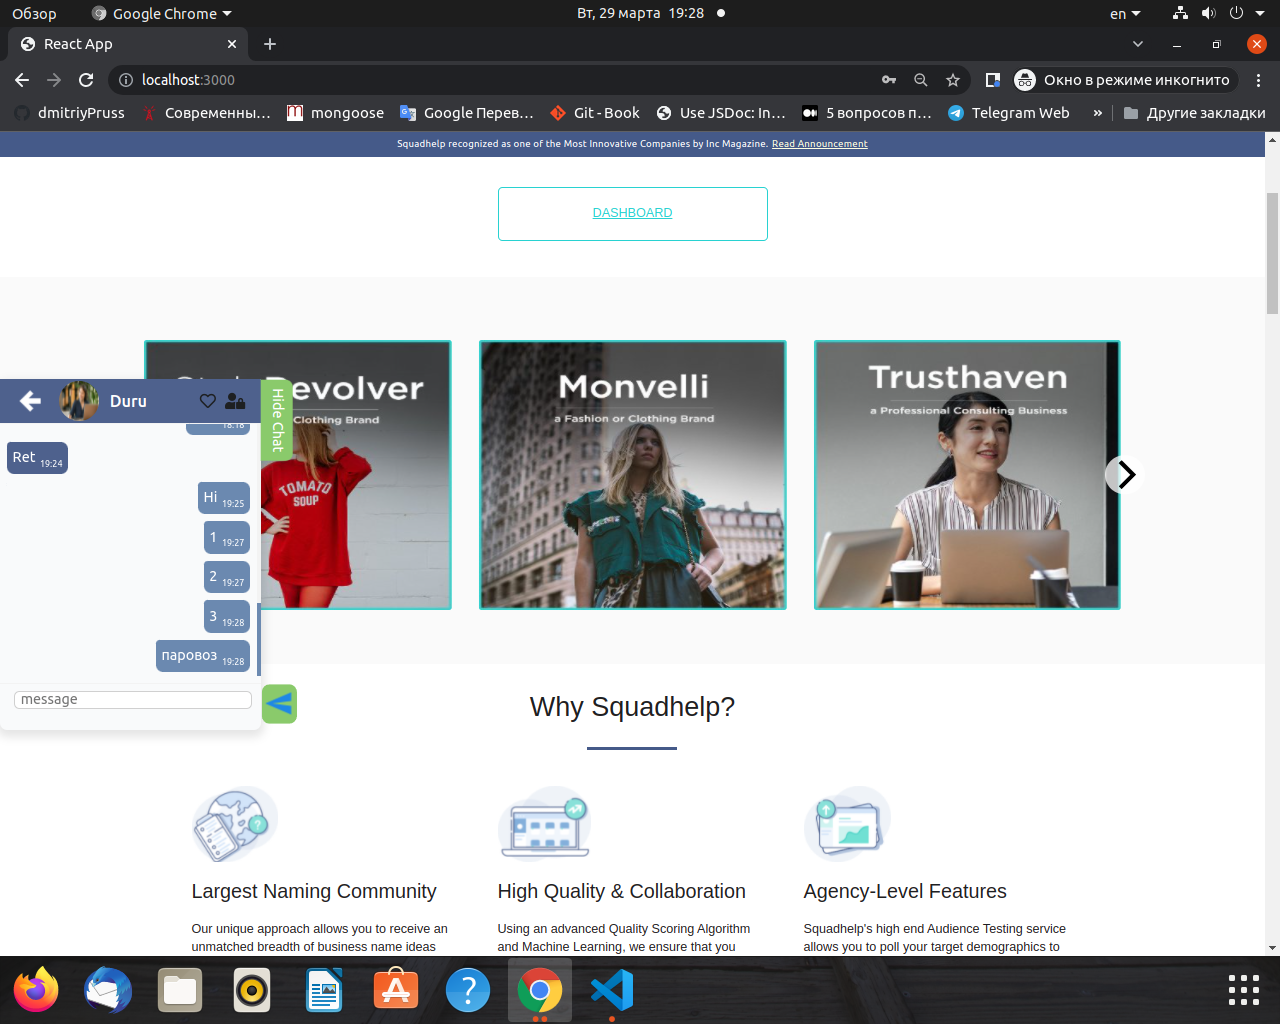 Обзор
Google Chrome
Вт, 29 марта 19:28
en
React App
localhost:3000
Окно в режиме инкогнито
dmitriyPruss
Современны…
mongoose
Google Перев…
Git - Book
Use JSDoc: In…
5 вопросов п…
Telegram Web
»
Другие закладки
Squadhelp recognized as one of the Most Innovative Companies by Inc Magazine. Read Announcement
DASHBOARD
Revolver
Clothing Brand
TOMATO
SOUP
Monvelli
a Fashion or Clothing Brand
Trusthaven
a Professional Consulting Business
Duru
Hide Chat
18:18
Ret 19:24
Hi 19:25
1 19:27
2 19:27
3 19:28
паровоз 19:28
message
Why Squadhelp?
Largest Naming Community
Our unique approach allows you to receive an
unmatched breadth of business name ideas
High Quality & Collaboration
Using an advanced Quality Scoring Algorithm
and Machine Learning, we ensure that you
Agency-Level Features
Squadhelp's high end Audience Testing service
allows you to poll your target demographics to